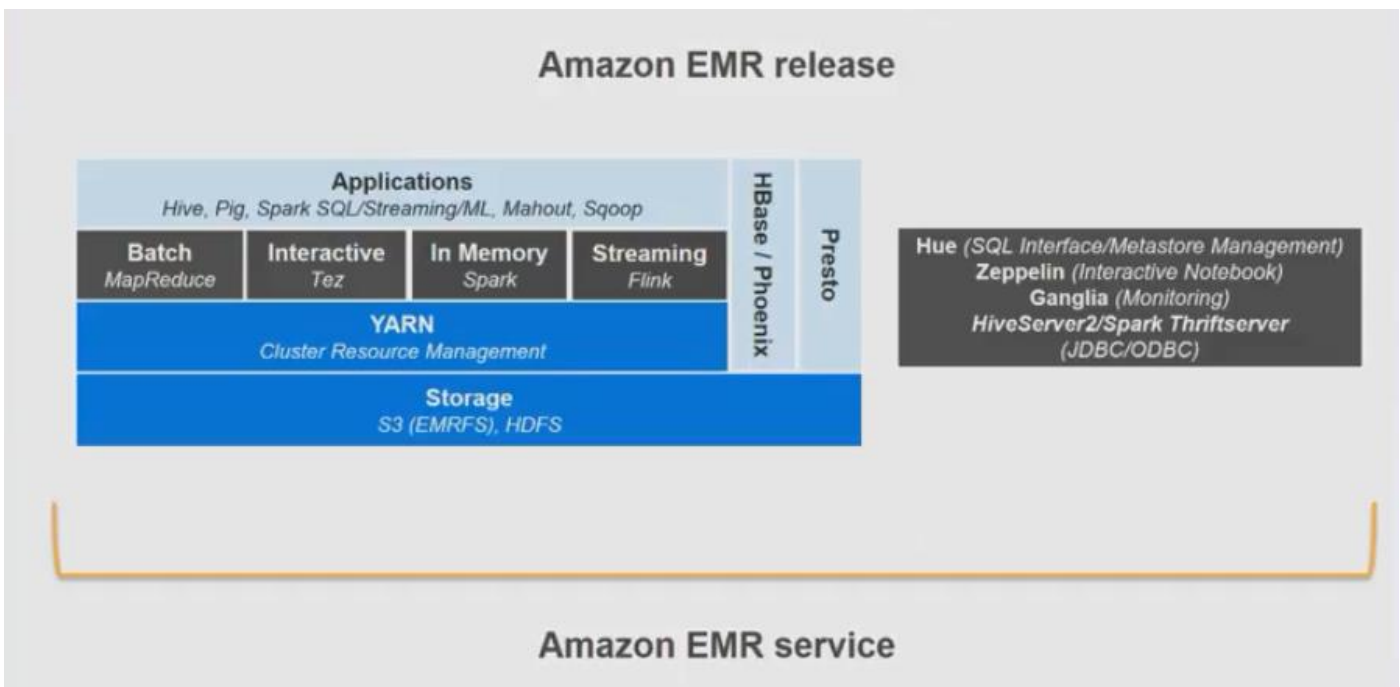 Amazon EMR release
Applications
Hive, Pig, Spark SQL/Streaming/ML, Mahout, Sqoop
Batch
MapReduce
Interactive
Tez
In Memory
Spark
Streaming
Flink
YARN
Cluster Resource Management
Storage
S3 (EMRFS), HDFS
HBase / Phoenix
Presto
Hue (SQL Interface/Metastore Management)
Zeppelin (Interactive Notebook)
Ganglia (Monitoring)
HiveServer2/Spark Thriftserver
(JDBC/ODBC)
Amazon EMR service